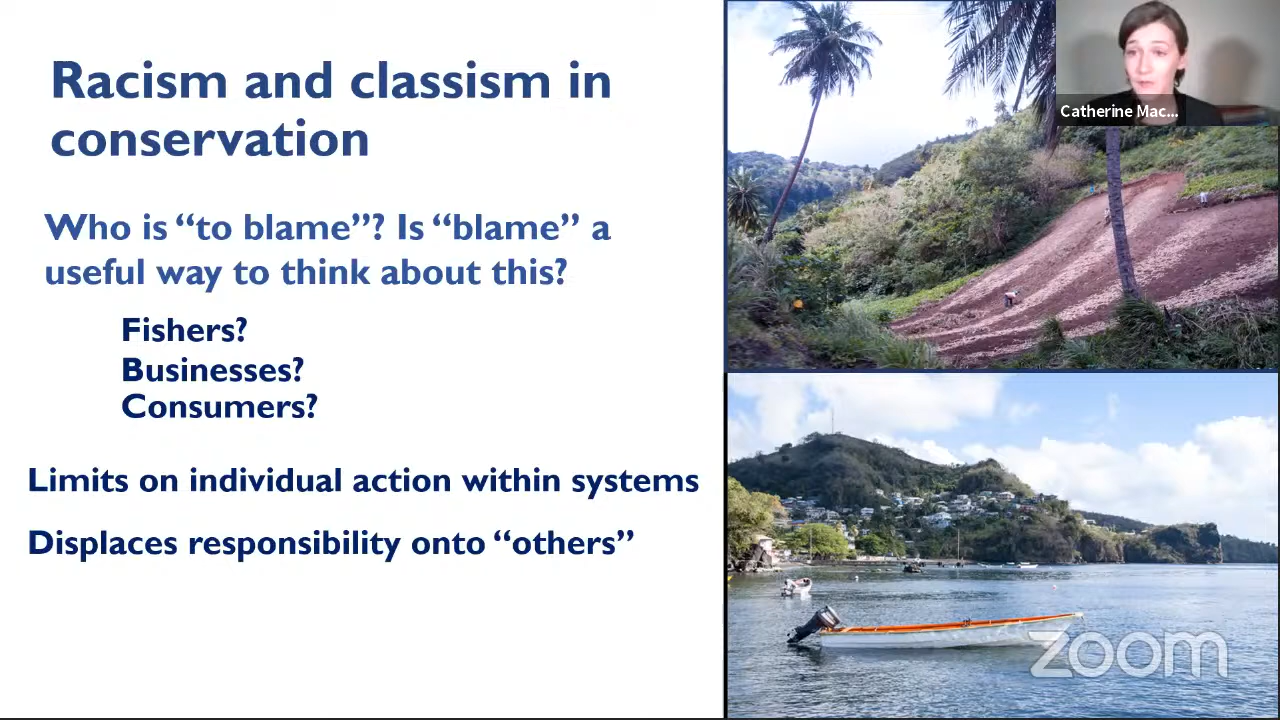 Racism and classism in
conservation
Who is “to blame”? Is “blame” a
useful way to think about this?
Fishers?
Businesses?
Consumers?
Limits on individual action within systems
Displaces responsibility onto “others”
Catherine Mac...
zoom